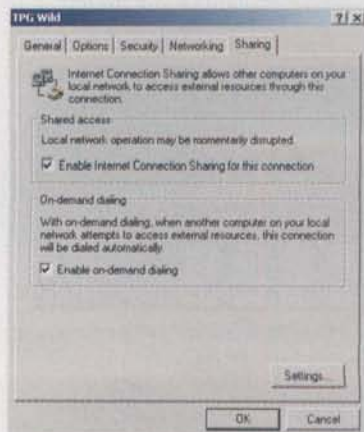 TPG Wild
General Options Security Networking Sharing
Internet Connection Sharing allows other computers on your
local network to access external resources through this
connection.
Shared access
Local network operation may be momentarily disrupted.
Enable Internet Connection Sharing for this connection
On-demand dialing
With on-demand dialing, when another computer on your local
network attempts to access external resources, this connection
will be dialed automatically.
Enable on-demand dialing
Settings...
OK Cancel